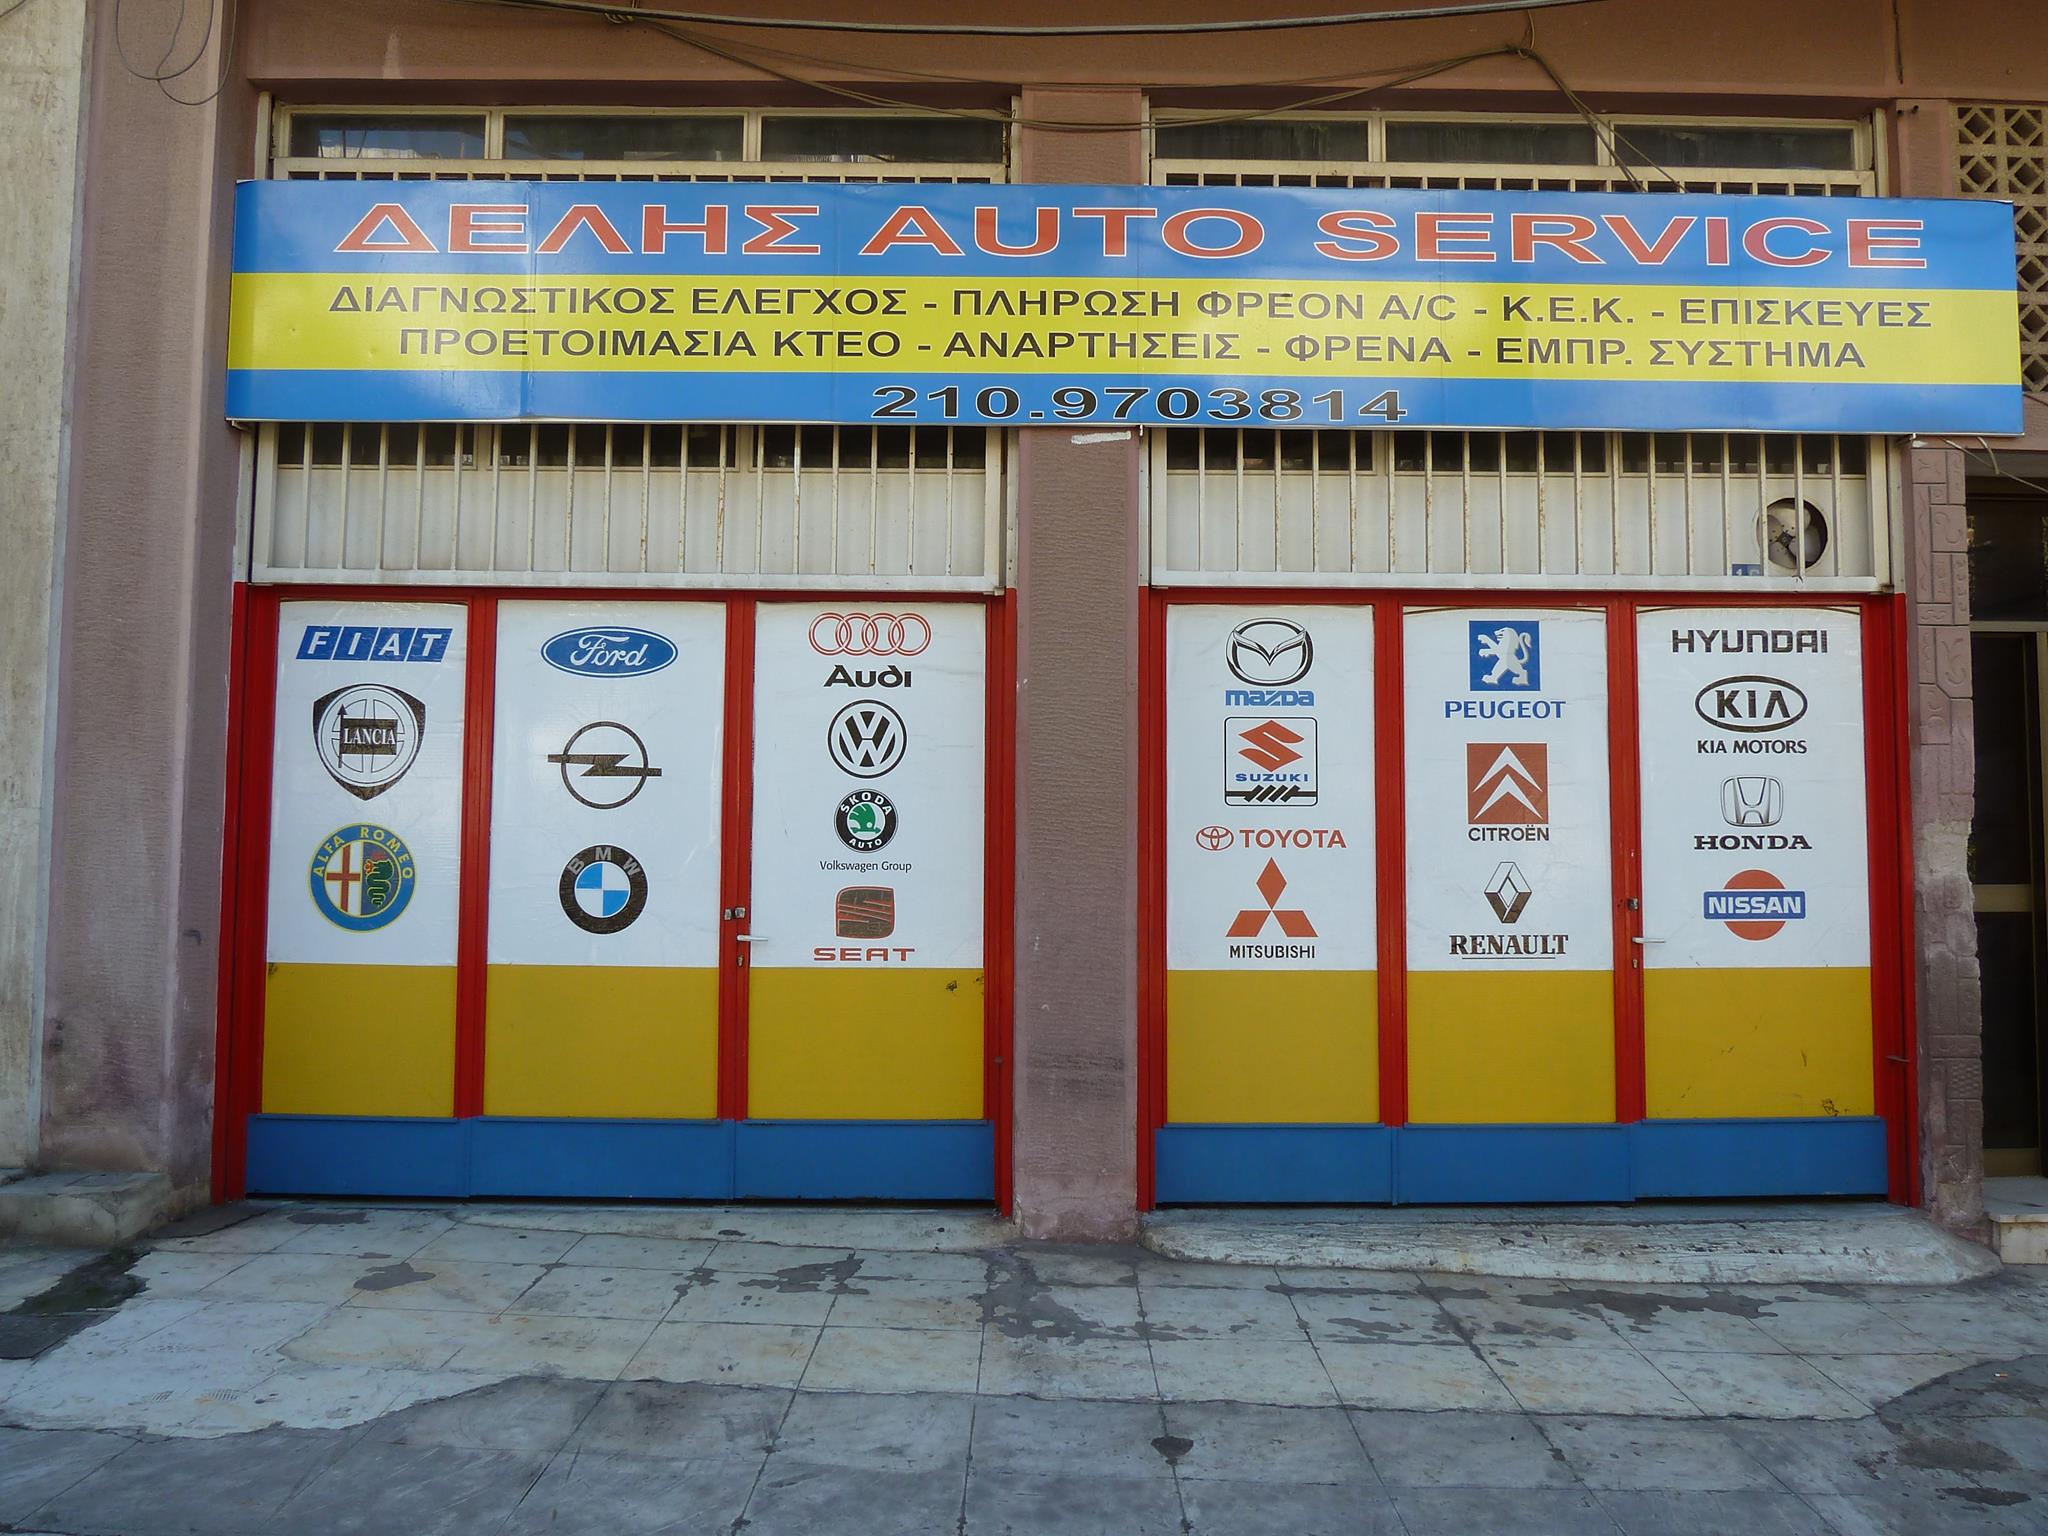 ΔΕΛΗΣ AUTO SERVICE
ΔΙΑΓΝΩΣΤΙΚΟΣ ΕΛΕΓΧΟΣ - ΠΛΗΡΩΣΗ ΦΡΕΟΝ A/C - Κ.Ε.Κ. - ΕΠΙΣΚΕΥΕΣ
ΠΡΟΕΤΟΙΜΑΣΙΑ ΚΤΕΟ - ΑΝΑΡΤΗΣΕΙΣ - ΦΡΕΝΑ - ΕΜΠΡ. ΣΥΣΤΗΜΑ
210.9703814
FIAT
LANCIA
ALFA ROMEO
Ford
BMW
Audi
VW
SKODA
AUTO
Volkswagen Group
SEAT
mazda
SUZUKI
TOYOTA
MITSUBISHI
PEUGEOT
CITROËN
RENAULT
HYUNDAI
KIA
KIA MOTORS
HONDA
NISSAN